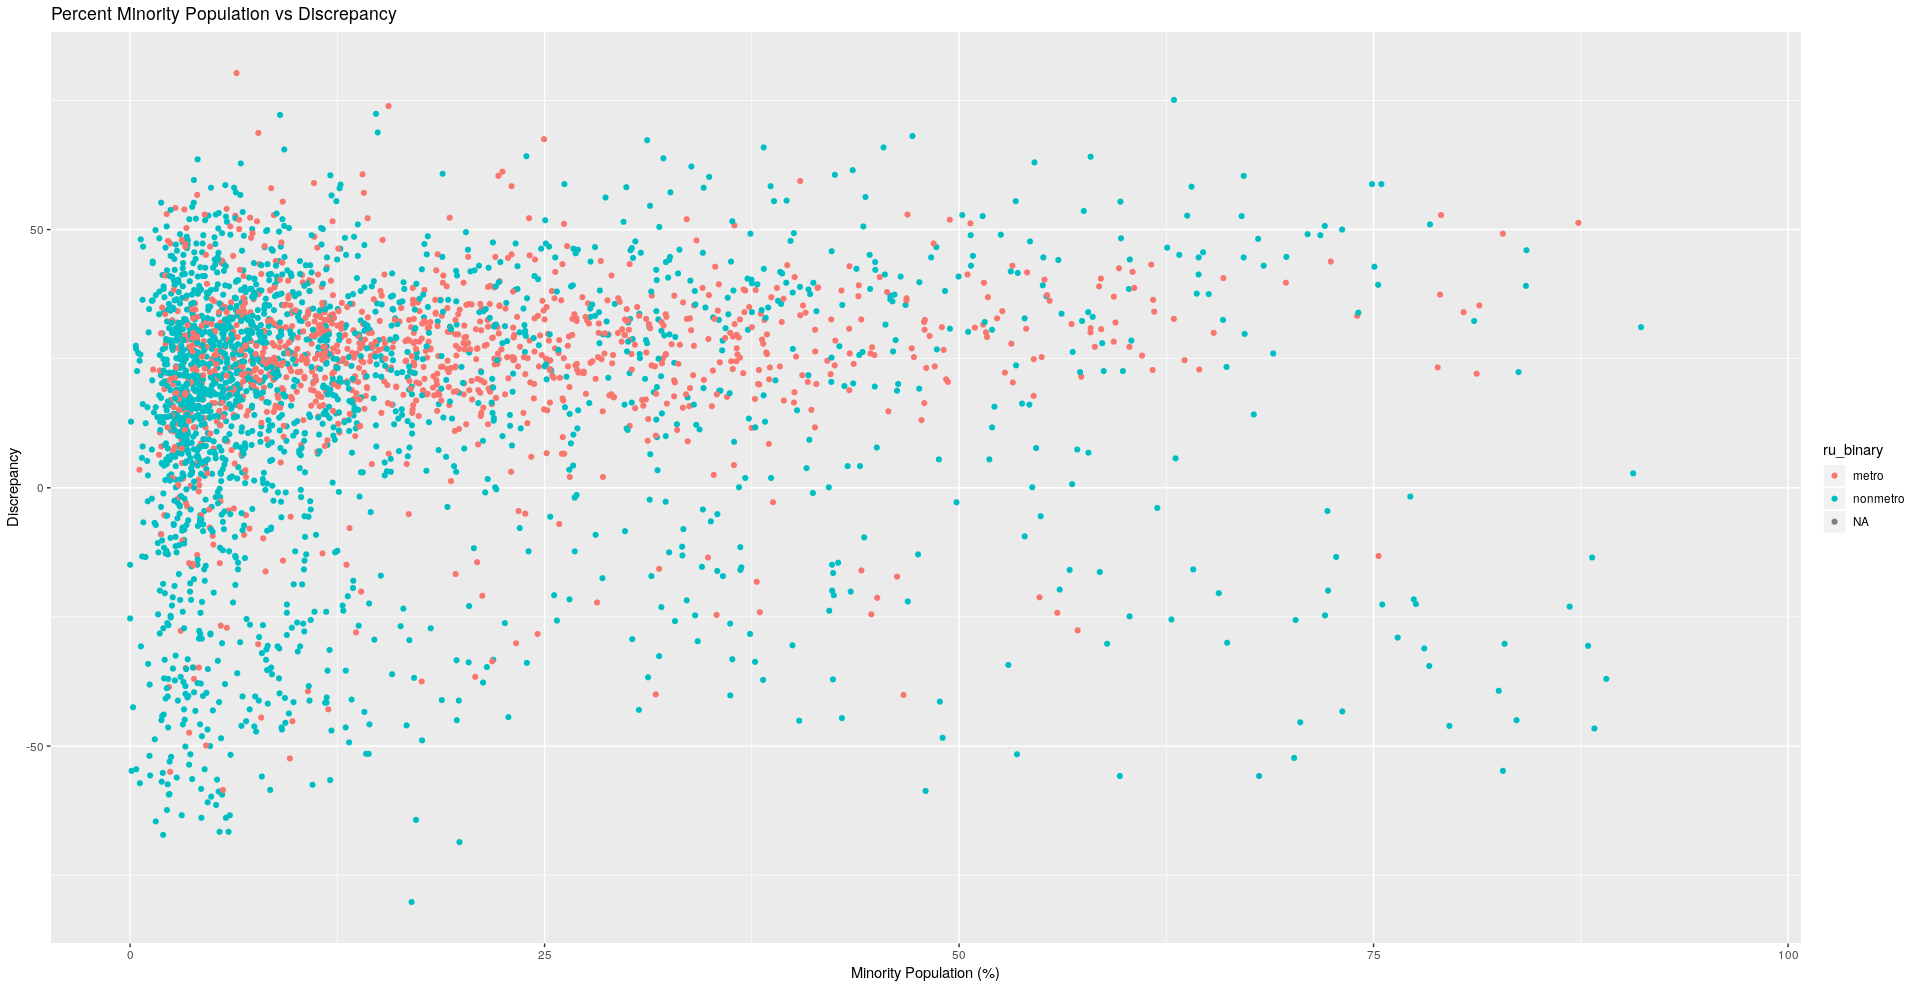 Percent Minority Population vs Discrepancy
Discrepancy
50
0
-50
0 25 50 75 100
Minority Population (%)
ru_binary
metro
nonmetro
NA